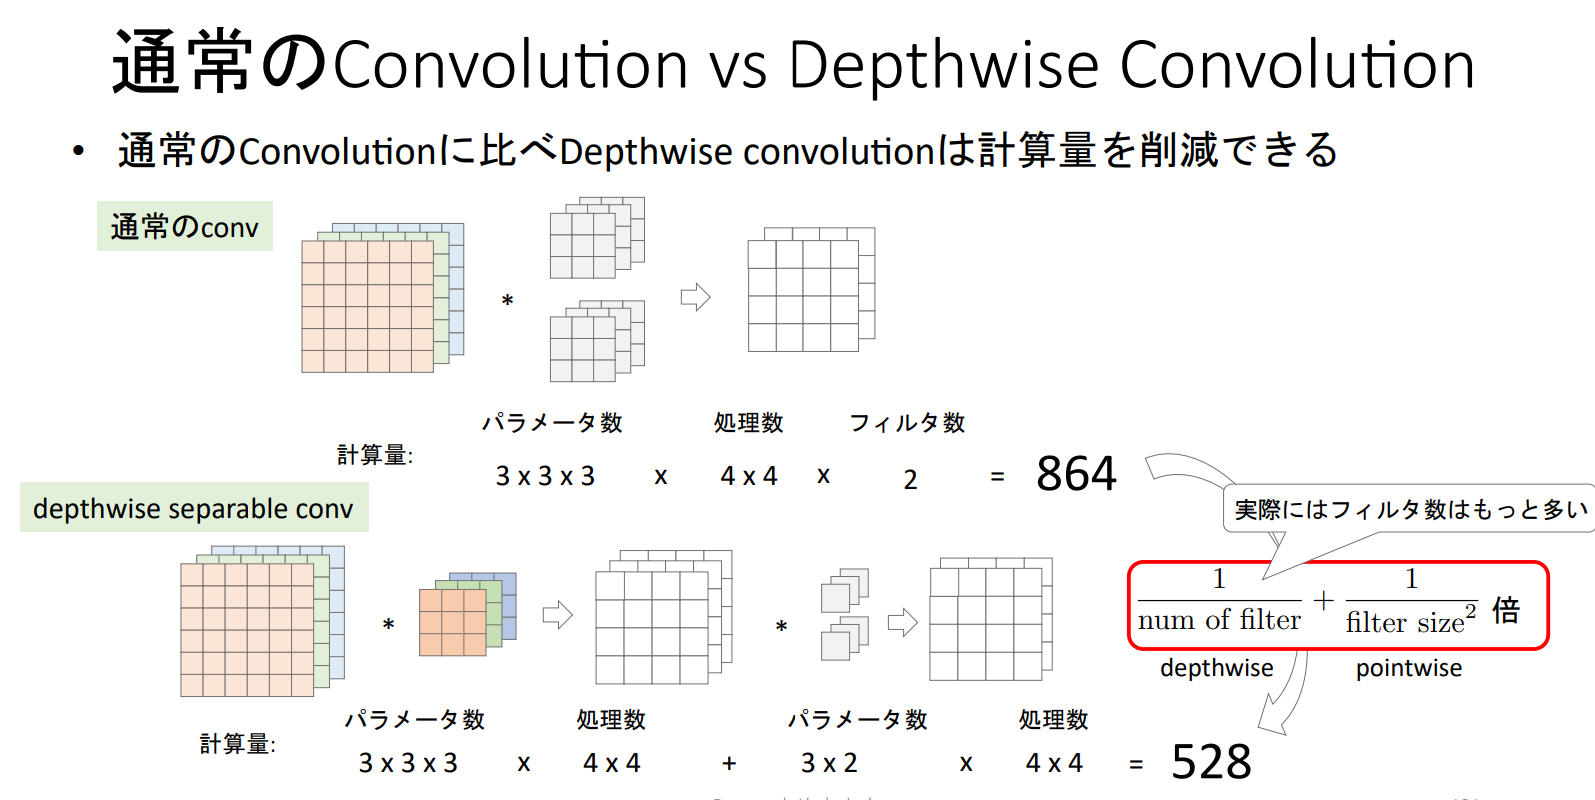 通常のConvolution vs Depthwise Convolution
• 通常のConvolutionに比べDepthwise convolutionは計算量を削減できる
通常のconv
*
パラメータ数 処理数 フィルタ数
計算量:
3 x 3 x 3 x 4 x 4 x 2 = 864
実際にはフィルタ数はもっと多い
depthwise separable conv
* *
1 / num of filter + 1 / filter size² 倍
depthwise pointwise
パラメータ数 処理数 パラメータ数 処理数
計算量:
3 x 3 x 3 x 4 x 4 + 3 x 2 x 4 x 4 = 528